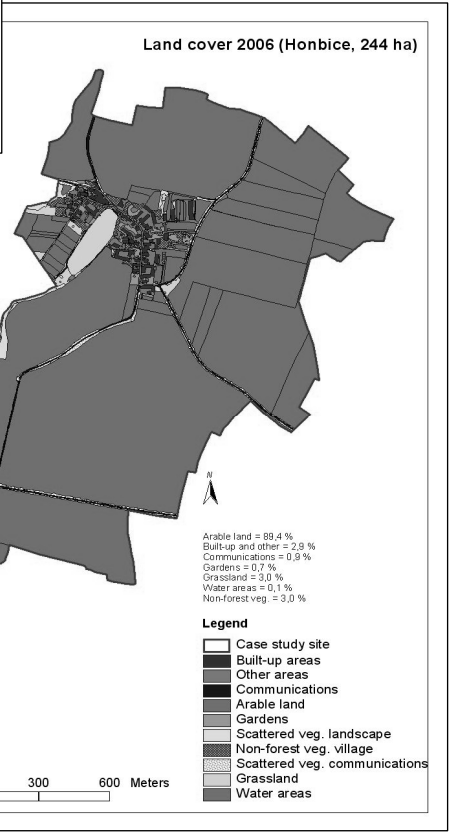 Land cover 2006 (Honbice, 244 ha)
N
Arable land = 89,4 %
Built-up and other = 2,9 %
Communications = 0,9 %
Gardens = 0,7 %
Grassland = 3,0 %
Water areas = 0,1 %
Non-forest veg. = 3,0 %
Legend
Case study site
Built-up areas
Other areas
Communications
Arable land
Gardens
Scattered veg. landscape
Non-forest veg. village
Scattered veg. communications
Grassland
Water areas
300 600 Meters